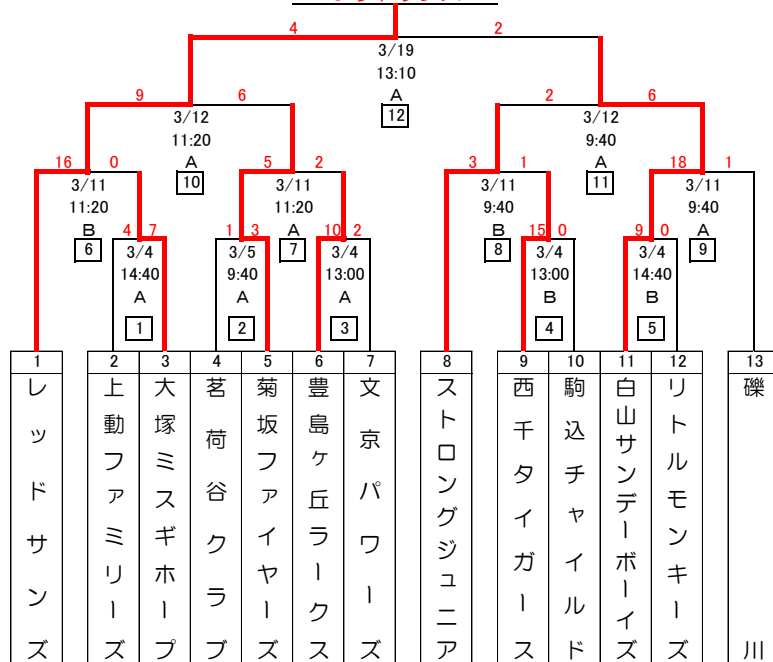 4 2
3/19
13:10
A
12
9 6 2 6
3/12 3/12
11:20 9:40
A A
10 11
16 0 5 2 3 1 18 1
3/11 3/11 3/11 3/11
11:20 11:20 9:40 9:40
B A B A
6 7 8 9
4 7 1 3 10 2 15 0 9 0
3/4 3/5 3/4 3/4 3/4
14:40 9:40 13:00 13:00 14:40
A A A B B
1 2 3 4 5
1 2 3 4 5 6 7 8 9 10 11 12 13
レッドサンズ
上動ファミリーズ
大塚ミスギホープ
茗荷谷クラブ
菊坂ファイヤーズ
豊島ヶ丘ラークス
文京パワーズ
ストロングジュニア
西千タイガース
駒込チャイルド
白山サンデーボーイズ
リトルモンキーズ
礫川